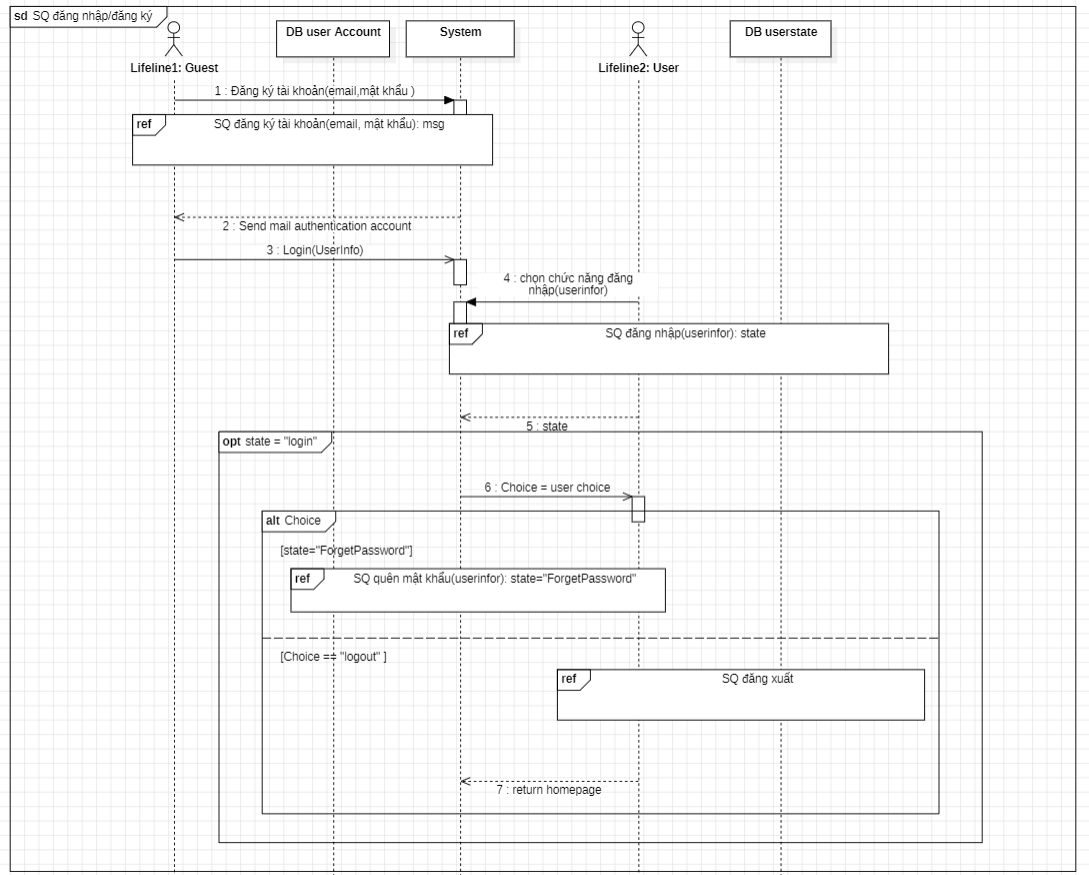 sd SQ đăng nhập/đăng ký
DB user Account
System
DB userstate
Lifeline1: Guest
Lifeline2: User
1 : Đăng ký tài khoản(email,mật khẩu )
ref SQ đăng ký tài khoản(email, mật khẩu): msg
2 : Send mail authentication account
3 : Login(UserInfo)
4 : chọn chức năng đăng
nhập(userinfor)
ref SQ đăng nhập(userinfor): state
5 : state
opt state = "login"
6 : Choice = user choice
alt Choice
[state="ForgetPassword"]
ref SQ quên mật khẩu(userinfor): state="ForgetPassword"
[Choice == "logout" ]
ref SQ đăng xuất
7 : return homepage